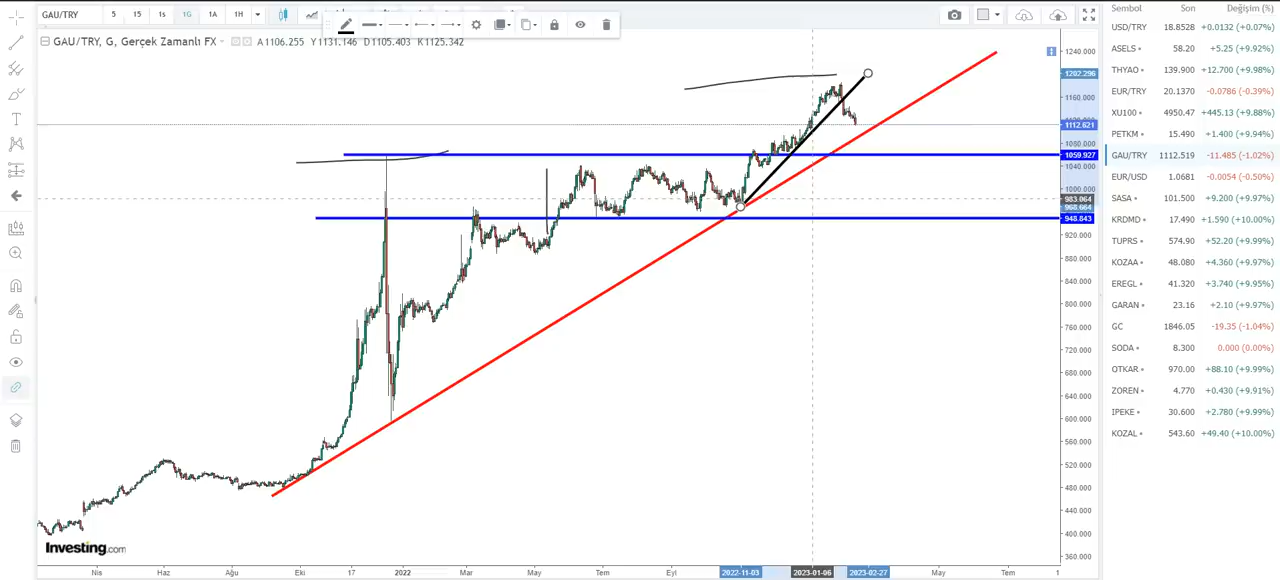 GAU/TRY 5 15 1s 1G 1A 1H
GAU/TRY, G, Gerçek Zamanlı FX A1106.255 Y1131.146 D1105.403 K1125.342
1240.000
1202.296
1160.000
1112.621
1080.000
1059.927
1040.000
1000.000
983.064
968.664
948.843
920.000
880.000
840.000
800.000
760.000
720.000
680.000
640.000
600.000
560.000
520.000
480.000
440.000
400.000
360.000
Investing.com
Nis Haz Ağu Eki 17 2022 Mar May Tem Eyl 2022-11-03 2023-01-06 2023-02-27 May Tem 1
Sembol Son Değişim (%)
USD/TRY 18.8528 +0.0132 (+0.07%)
ASELS 58.20 +5.25 (+9.92%)
THYAO 139.900 +12.700 (+9.98%)
EUR/TRY 20.1370 -0.0786 (-0.39%)
XU100 4950.47 +445.13 (+9.88%)
PETKM 15.490 +1.400 (+9.94%)
GAU/TRY 1112.519 -11.485 (-1.02%)
EUR/USD 1.0681 -0.0054 (-0.50%)
SASA 101.500 +9.200 (+9.97%)
KRDMD 17.490 +1.590 (+10.00%)
TUPRS 574.90 +52.20 (+9.99%)
KOZAA 48.080 +4.360 (+9.97%)
EREGL 41.320 +3.740 (+9.95%)
GARAN 23.16 +2.10 (+9.97%)
GC 1846.05 -19.35 (-1.04%)
SODA 8.300 0.000 (0.00%)
OTKAR 970.00 +88.10 (+9.99%)
ZOREN 4.770 +0.430 (+9.91%)
IPEKE 30.600 +2.780 (+9.99%)
KOZAL 543.60 +49.40 (+10.00%)